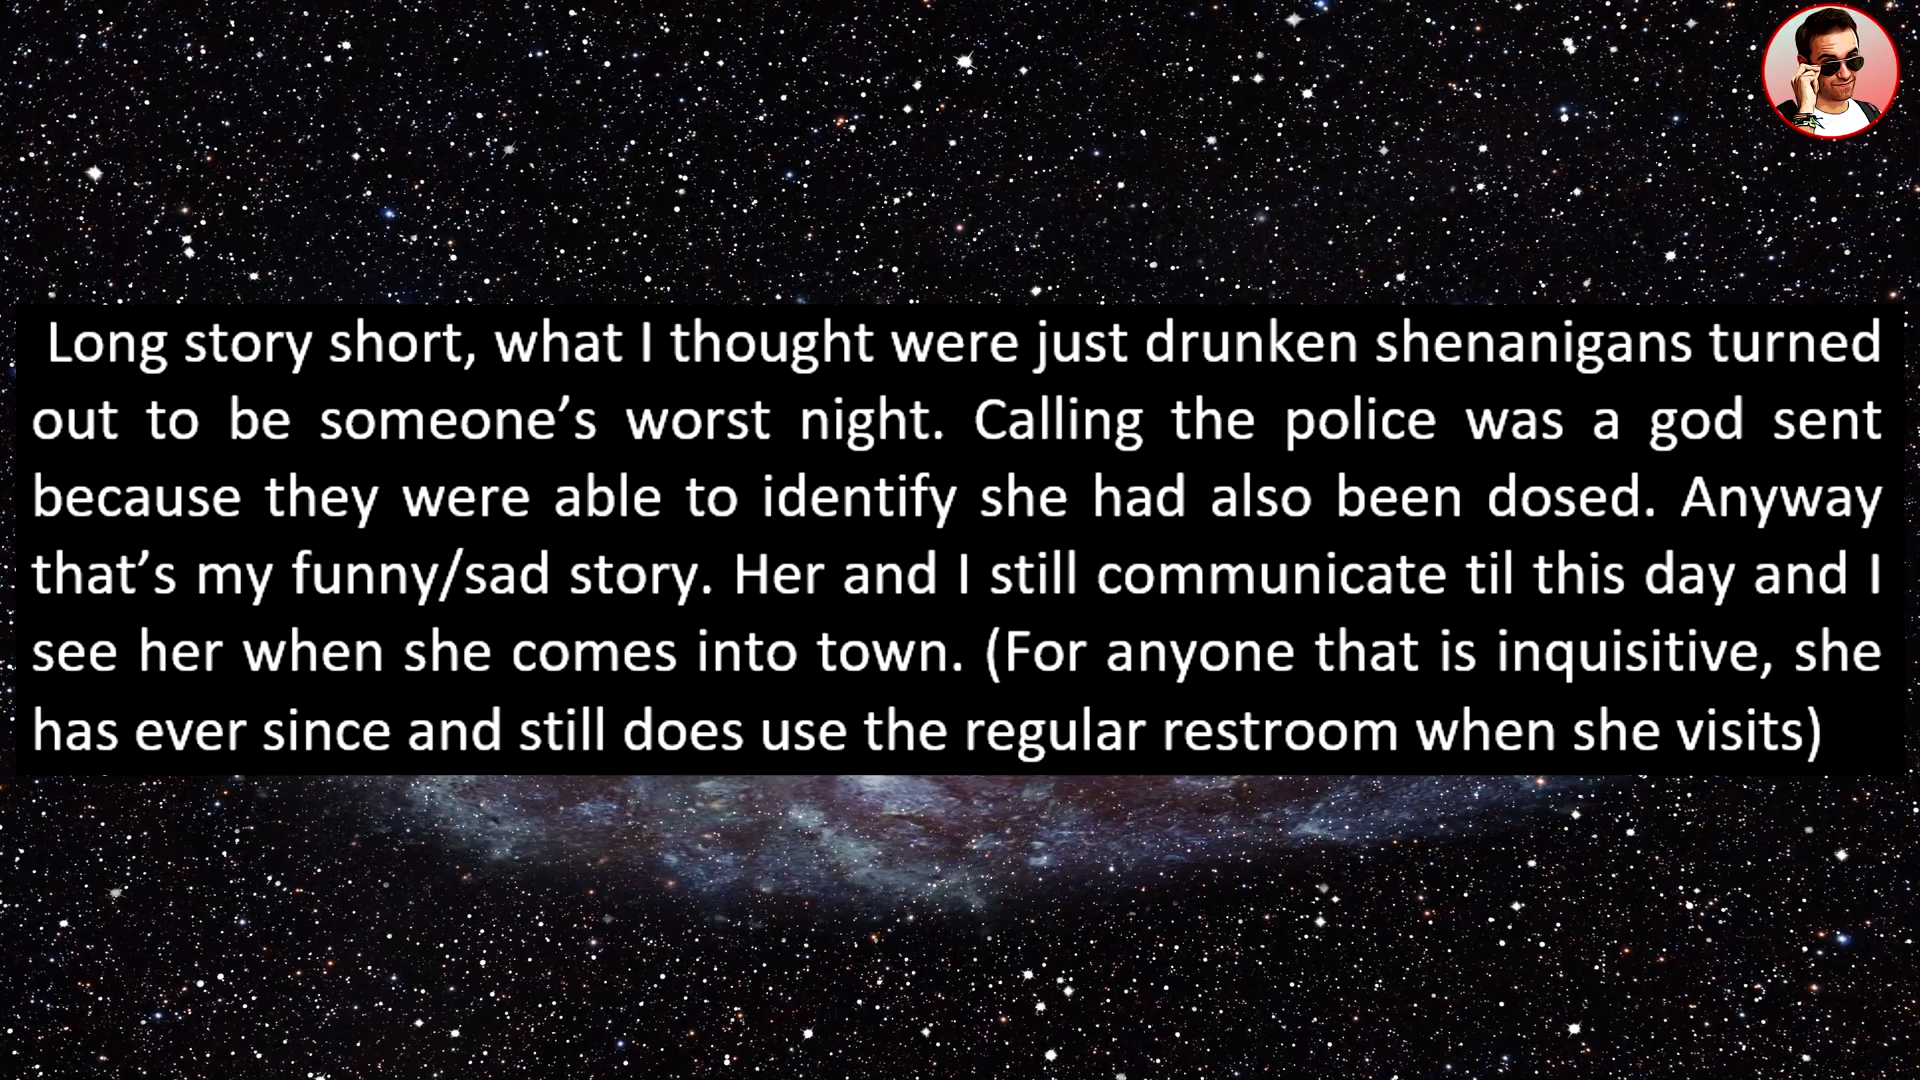 Long story short, what I thought were just drunken shenanigans turned
out to be someone’s worst night. Calling the police was a god sent
because they were able to identify she had also been dosed. Anyway
that’s my funny/sad story. Her and I still communicate til this day and I
see her when she comes into town. (For anyone that is inquisitive, she
has ever since and still does use the regular restroom when she visits)